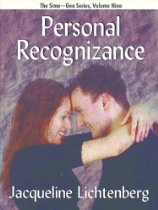 The Sime~Gen Series, Volume Nine
Personal
Recognizance
Jacqueline Lichtenberg